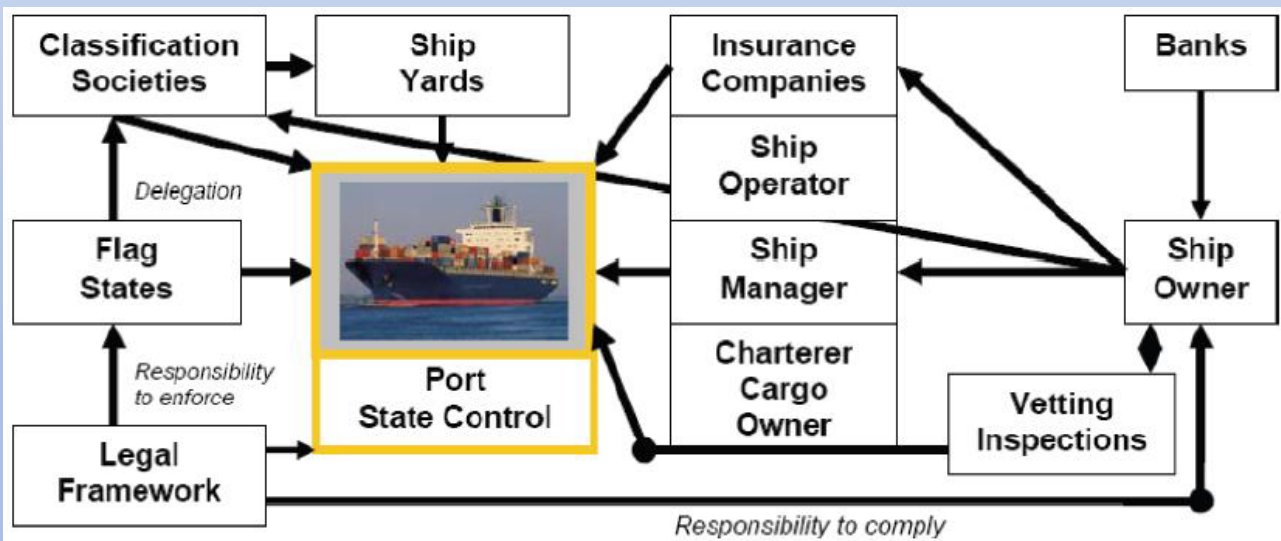 Classification
Societies
Ship
Yards
Insurance
Companies
Banks
Ship
Operator
Delegation
Flag
States
Ship
Manager
Ship
Owner
Responsibility
to enforce
Port
State Control
Charterer
Cargo
Owner
Vetting
Inspections
Legal
Framework
Responsibility to comply